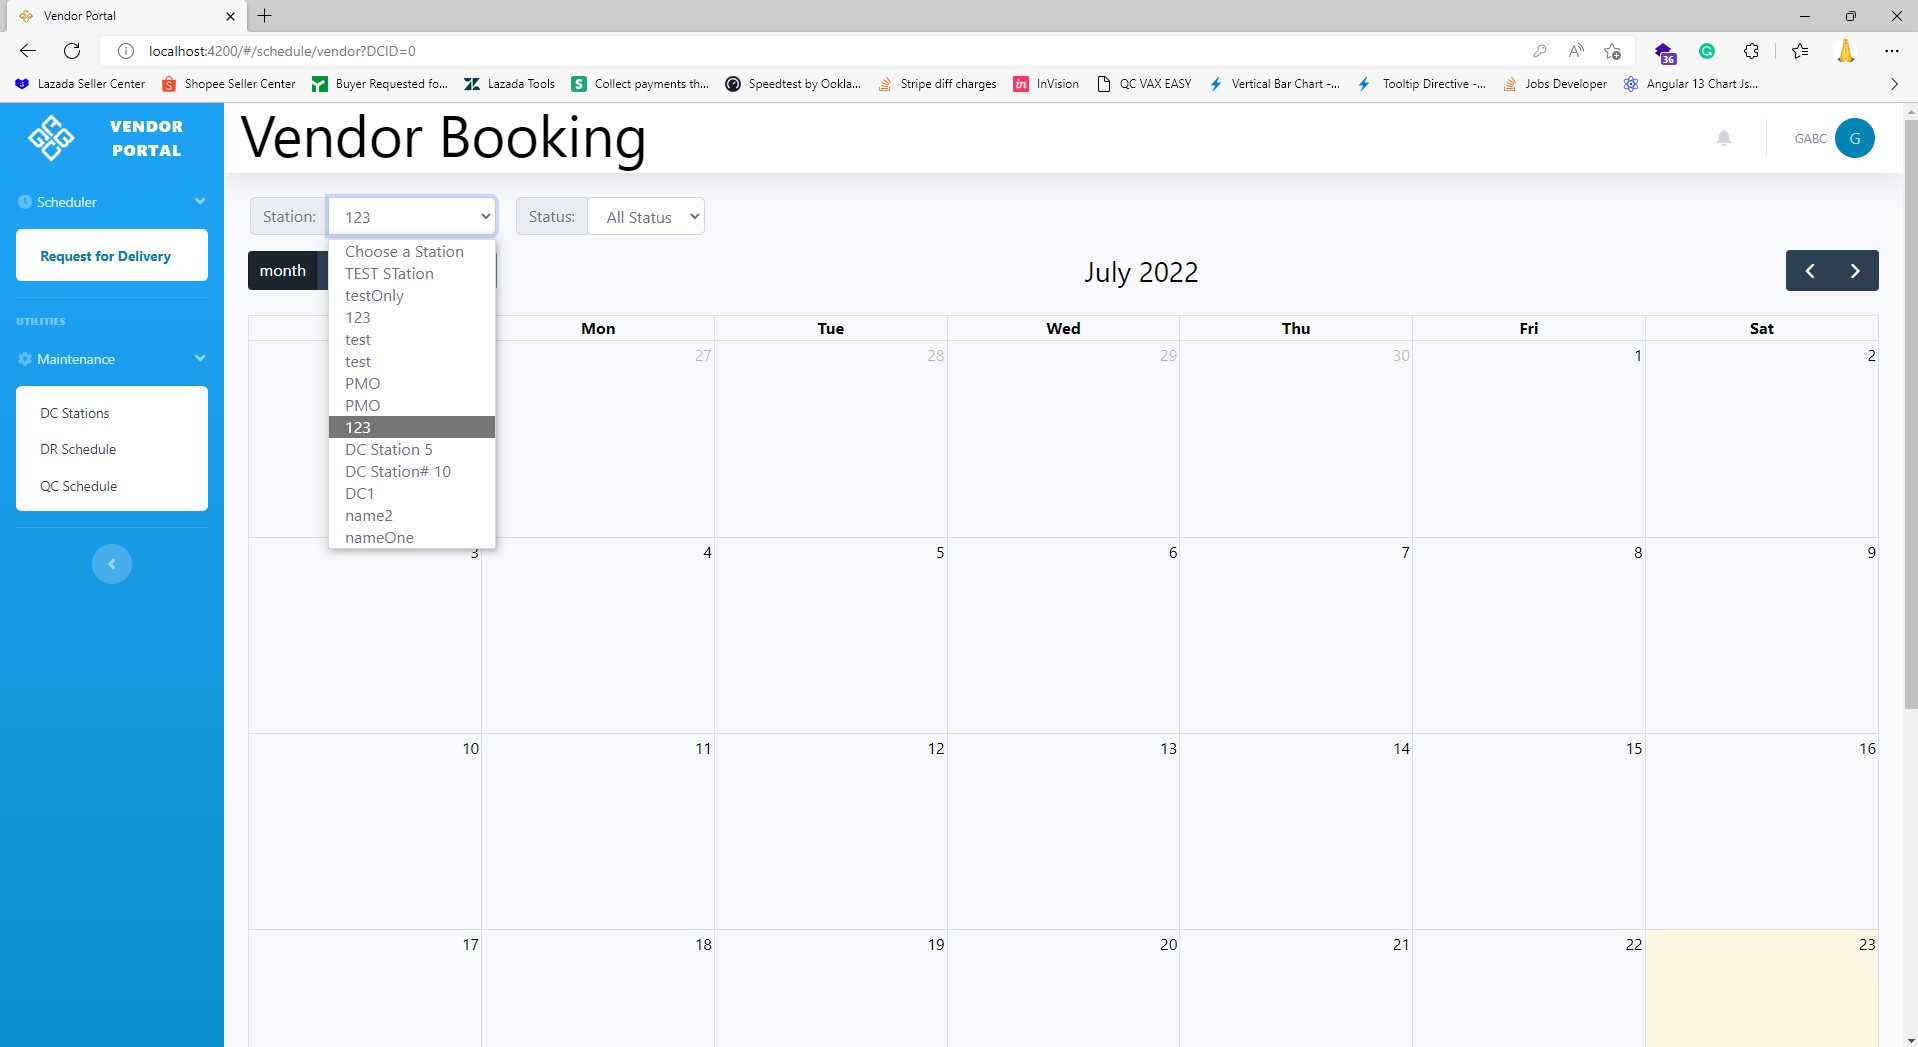 Vendor Portal
localhost:4200/#/schedule/vendor?DCID=0
36
Lazada Seller Center
Shopee Seller Center
Buyer Requested fo...
Lazada Tools
Collect payments th...
Speedtest by Ookla...
Stripe diff charges
InVision
QC VAX EASY
Vertical Bar Chart -...
Tooltip Directive -...
Jobs Developer
Angular 13 Chart Js...
VENDOR
PORTAL
Vendor Booking
GABC
G
Scheduler
Request for Delivery
UTILITIES
Maintenance
DC Stations
DR Schedule
QC Schedule
Station:
123
Status:
All Status
Choose a Station
TEST STation
testOnly
123
test
test
PMO
PMO
123
DC Station 5
DC Station# 10
DC1
name2
nameOne
month
July 2022
Mon Tue Wed Thu Fri Sat
27 28 29 30 1 2
3 4 5 6 7 8 9
10 11 12 13 14 15 16
17 18 19 20 21 22 23